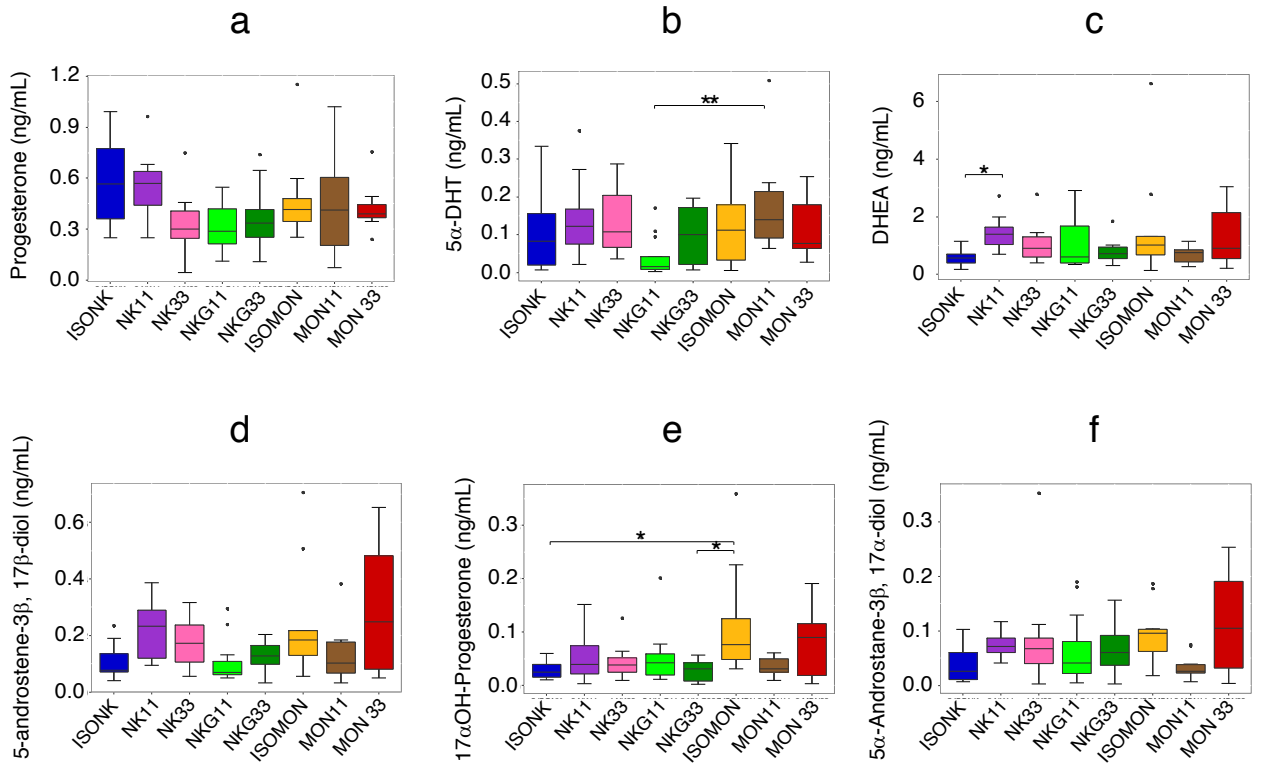 a
b
c
Progesterone (ng/mL)
1.2
0.9
0.6
0.3
0.0
ISONK
NK11
NK33
NKG11
NKG33
ISOMON
MON11
MON 33
5α-DHT (ng/mL)
0.5
0.4
0.3
0.2
0.1
0.0
**
ISONK
NK11
NK33
NKG11
NKG33
ISOMON
MON11
MON 33
DHEA (ng/mL)
6
4
2
0
*
ISONK
NK11
NK33
NKG11
NKG33
ISOMON
MON11
MON 33
d
e
f
5-androstene-3β, 17β-diol (ng/mL)
0.6
0.4
0.2
0.0
ISONK
NK11
NK33
NKG11
NKG33
ISOMON
MON11
MON 33
17αOH-Progesterone (ng/mL)
0.3
0.2
0.1
0.0
*
*
ISONK
NK11
NK33
NKG11
NKG33
ISOMON
MON11
MON 33
5α-Androstane-3β, 17α-diol (ng/mL)
0.3
0.2
0.1
0.0
ISONK
NK11
NK33
NKG11
NKG33
ISOMON
MON11
MON 33